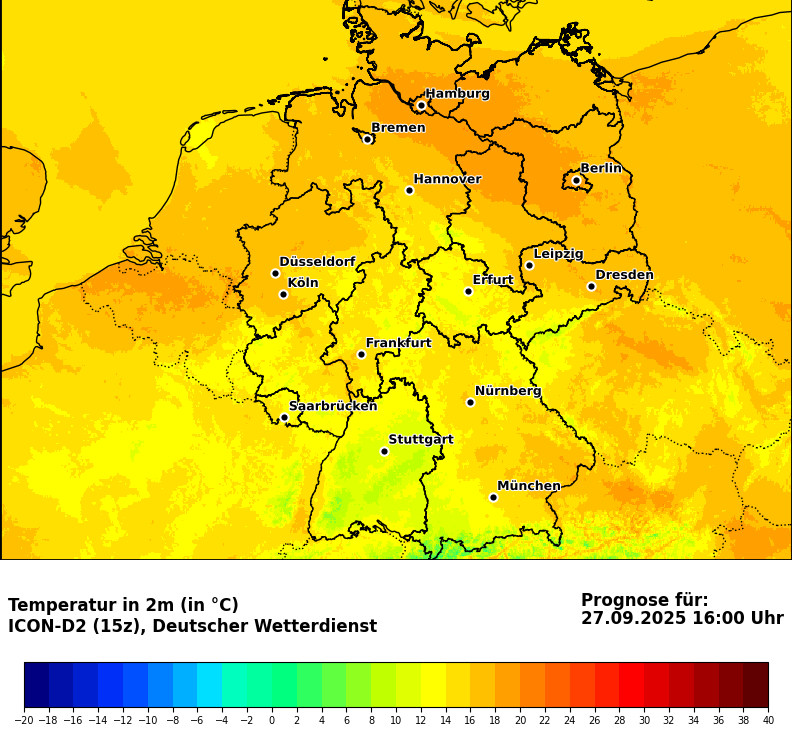 Hamburg
Bremen
Berlin
Hannover
Leipzig
Düsseldorf
Dresden
Köln
Erfurt
Frankfurt
Nürnberg
Saarbrücken
Stuttgart
München
Temperatur in 2m (in °C)
ICON-D2 (15z), Deutscher Wetterdienst
Prognose für:
27.09.2025 16:00 Uhr
−20 −18 −16 −14 −12 −10 −8 −6 −4 −2 0 2 4 6 8 10 12 14 16 18 20 22 24 26 28 30 32 34 36 38 40